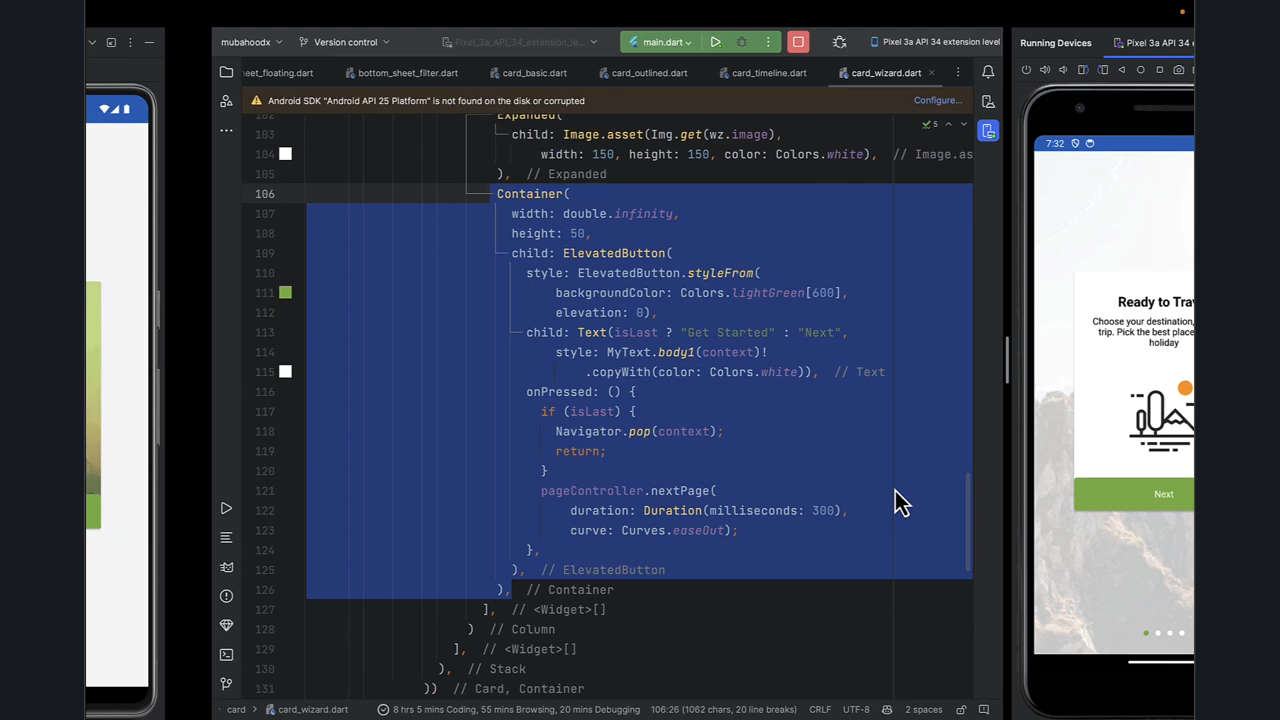 mubahoodx
Version control
Pixel_3a_API_34_extension_le...
main.dart
Pixel 3a API 34 extension level
Running Devices
Pixel 3a API 34 e
eet_floating.dart
bottom_sheet_filter.dart
card_basic.dart
card_outlined.dart
card_timeline.dart
card_wizard.dart
Android SDK "Android API 25 Platform" is not found on the disk or corrupted
Configure...
5
102 Expanded(
103 child: Image.asset(Img.get(wz.image),
104 width: 150, height: 150, color: Colors.white), // Image.as
105 ), // Expanded
106 Container(
107 width: double.infinity,
108 height: 50,
109 child: ElevatedButton(
110 style: ElevatedButton.styleFrom(
111 backgroundColor: Colors.lightGreen[600],
112 elevation: 0),
113 child: Text(isLast ? "Get Started" : "Next",
114 style: MyText.body1(context)!
115 .copyWith(color: Colors.white)), // Text
116 onPressed: () {
117 if (isLast) {
118 Navigator.pop(context);
119 return;
120 }
121 pageController.nextPage(
122 duration: Duration(milliseconds: 300),
123 curve: Curves.easeOut);
124 },
125 ), // ElevatedButton
126 ), // Container
127 ], // <Widget>[]
128 ) // Column
129 ], // <Widget>[]
130 ), // Stack
131 )) // Card, Container
card > card_wizard.dart
8 hrs 5 mins Coding, 55 mins Browsing, 20 mins Debugging
106:26 (1062 chars, 20 line breaks)
CRLF
UTF-8
2 spaces
7:32
Ready to Trav
Choose your destination,
trip. Pick the best place
holiday
Next